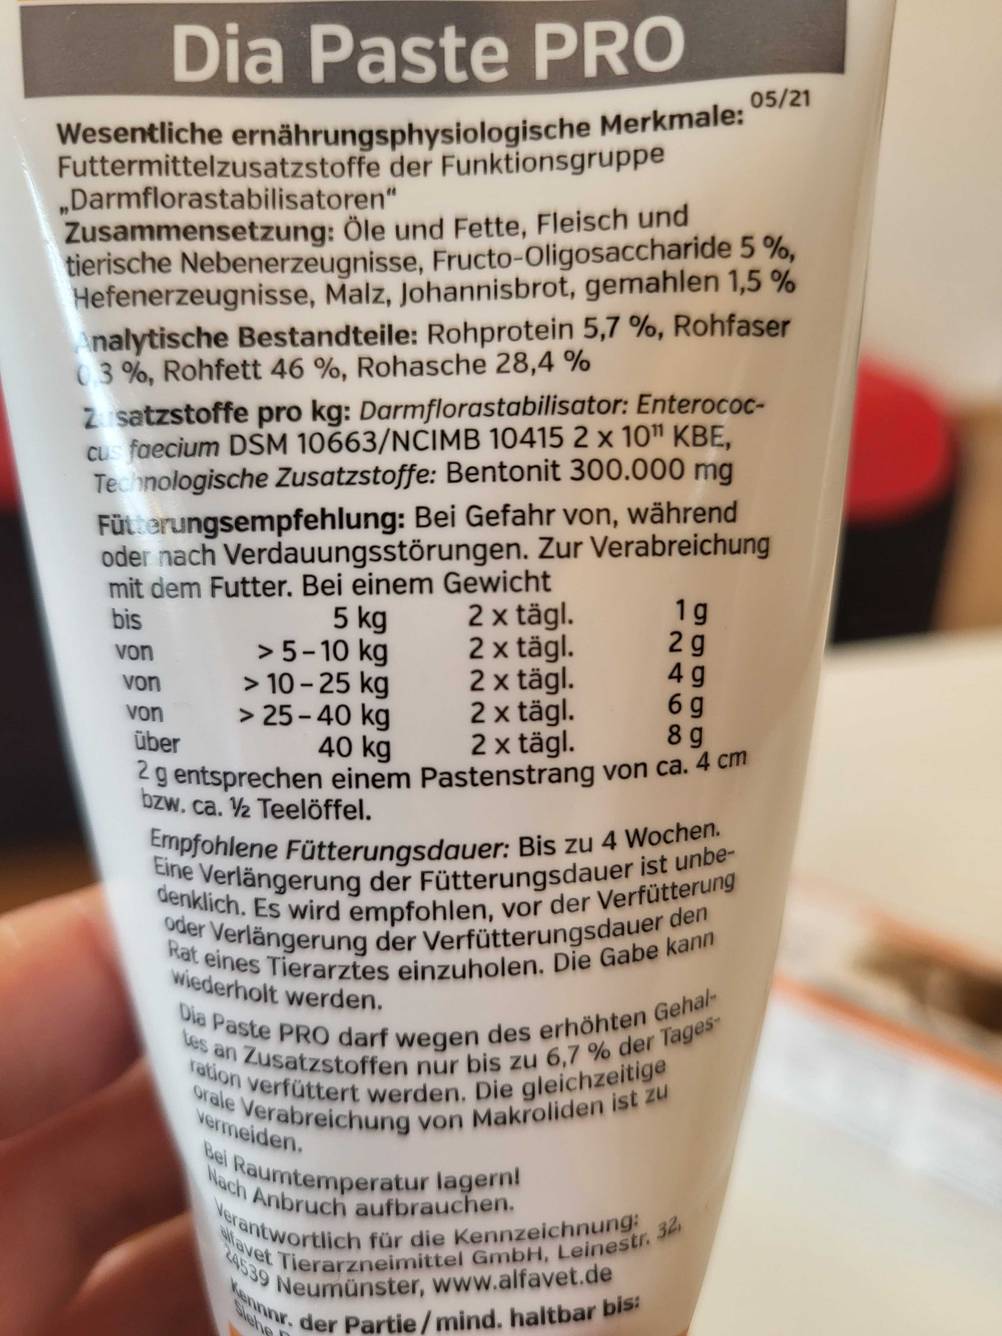 Dia Paste PRO
Wesentliche ernährungsphysiologische Merkmale: 05/21
Futtermittelzusatzstoffe der Funktionsgruppe
„Darmflorastabilisatoren“
Zusammensetzung: Öle und Fette, Fleisch und
tierische Nebenerzeugnisse, Fructo-Oligosaccharide 5 %,
Hefenerzeugnisse, Malz, Johannisbrot, gemahlen 1,5 %
Analytische Bestandteile: Rohprotein 5,7 %, Rohfaser
0,3 %, Rohfett 46 %, Rohasche 28,4 %
Zusatzstoffe pro kg: Darmflorastabilisator: Enterococ-
cus faecium DSM 10663/NCIMB 10415 2 x 10¹¹ KBE,
Technologische Zusatzstoffe: Bentonit 300.000 mg
Fütterungsempfehlung: Bei Gefahr von, während
oder nach Verdauungsstörungen. Zur Verabreichung
mit dem Futter. Bei einem Gewicht
bis 5 kg 2 x tägl. 1 g
von > 5 – 10 kg 2 x tägl. 2 g
von > 10 – 25 kg 2 x tägl. 4 g
von > 25 – 40 kg 2 x tägl. 6 g
über 40 kg 2 x tägl. 8 g
2 g entsprechen einem Pastenstrang von ca. 4 cm
bzw. ca. ½ Teelöffel.
Empfohlene Fütterungsdauer: Bis zu 4 Wochen.
Eine Verlängerung der Fütterungsdauer ist unbe-
denklich. Es wird empfohlen, vor der Verfütterung
oder Verlängerung der Verfütterungsdauer den
Rat eines Tierarztes einzuholen. Die Gabe kann
wiederholt werden.
Dia Paste PRO darf wegen des erhöhten Gehal-
tes an Zusatzstoffen nur bis zu 6,7 % der Tages-
ration verfüttert werden. Die gleichzeitige
orale Verabreichung von Makroliden ist zu
vermeiden.
Bei Raumtemperatur lagern!
Nach Anbruch aufbrauchen.
Verantwortlich für die Kennzeichnung:
alfavet Tierarzneimittel GmbH, Leinestr. 32,
24539 Neumünster, www.alfavet.de
Kennnr. der Partie / mind. haltbar bis:
Siehe